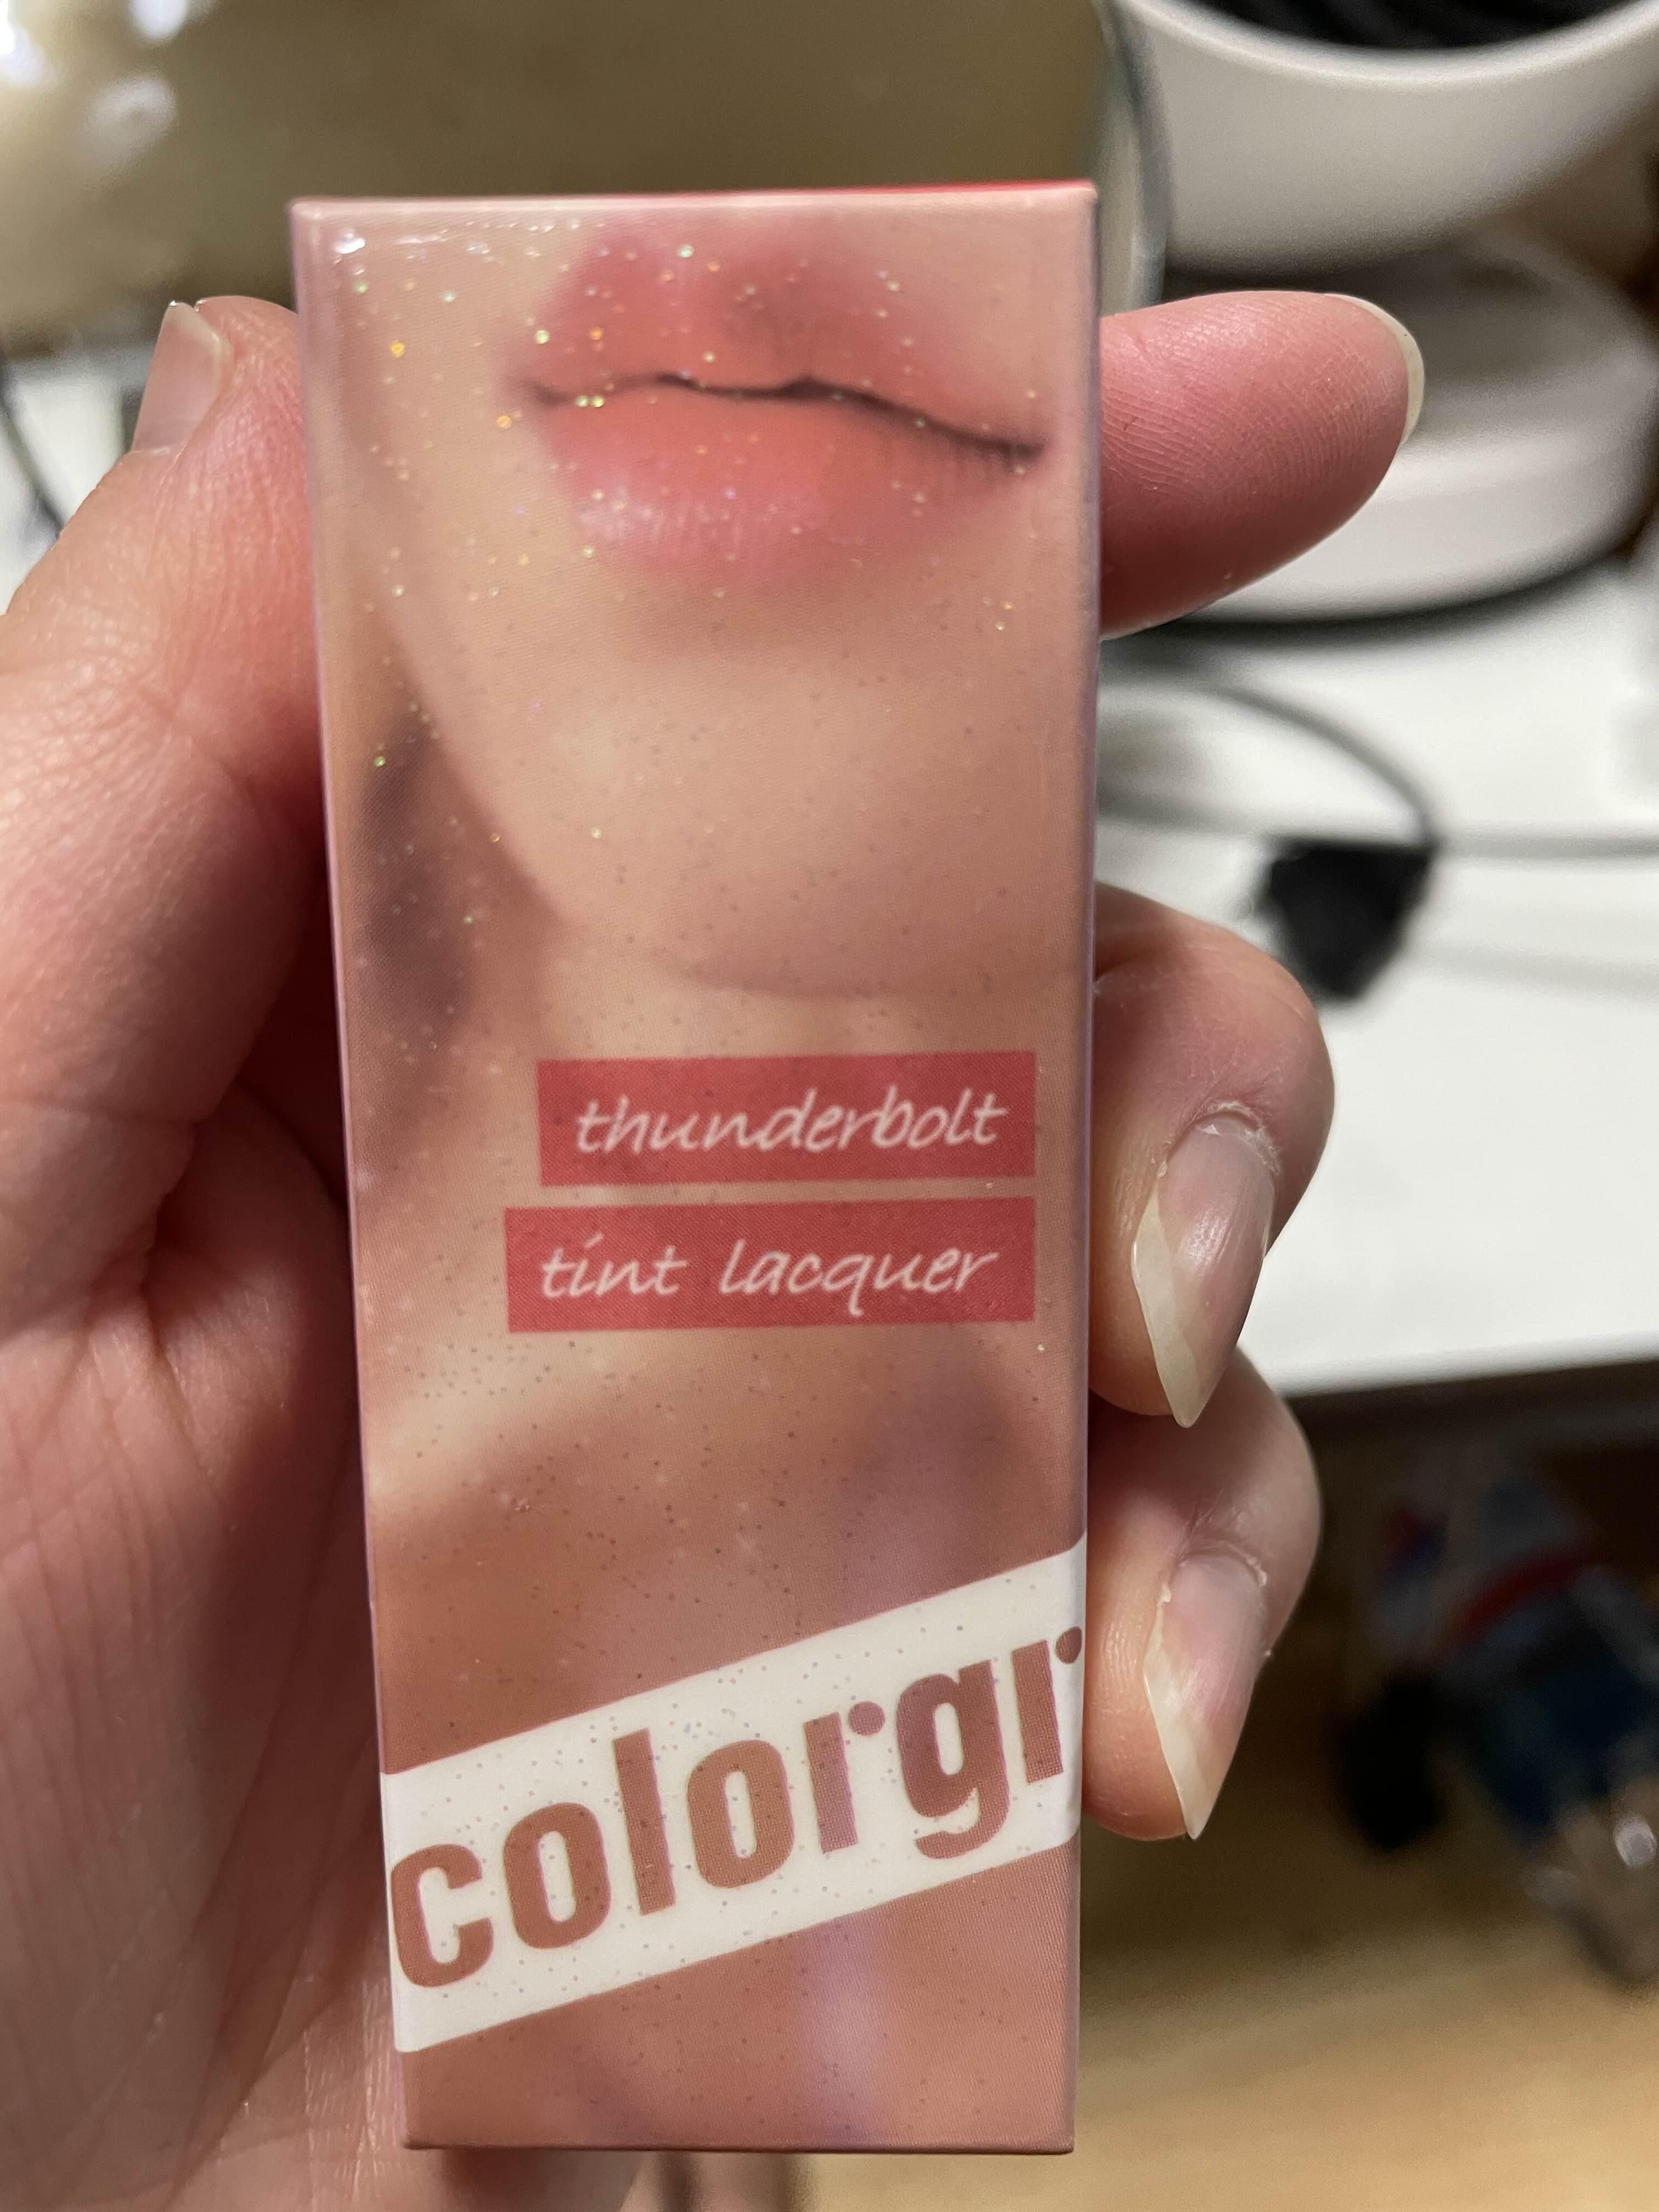 thunderbolt
tint lacquer
colorgr